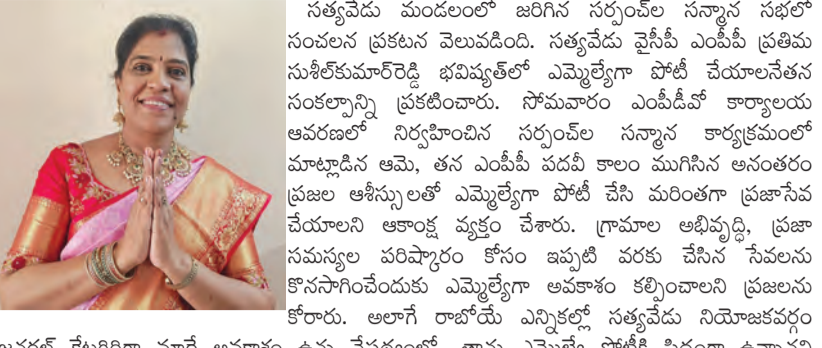 సత్యవేడు మండలంలో జరిగిన సర్పంచ్‌ల సన్మాన సభలో
సంచలన ప్రకటన వెలువడింది. సత్యవేడు వైసీపీ ఎంపీపీ ప్రతిమ
సుశీల్‌కుమార్‌రెడ్డి భవిష్యత్‌లో ఎమ్మెల్యేగా పోటీ చేయాలనేతన
సంకల్పాన్ని ప్రకటించారు. సోమవారం ఎంపీడీవో కార్యాలయ
ఆవరణలో నిర్వహించిన సర్పంచ్‌ల సన్మాన కార్యక్రమంలో
మాట్లాడిన ఆమె, తన ఎంపీపీ పదవీ కాలం ముగిసిన అనంతరం
ప్రజల ఆశీస్సులతో ఎమ్మెల్యేగా పోటీ చేసి మరింతగా ప్రజాసేవ
చేయాలని ఆకాంక్ష వ్యక్తం చేశారు. గ్రామాల అభివృద్ధి, ప్రజా
సమస్యల పరిష్కారం కోసం ఇప్పటి వరకు చేసిన సేవలను
కొనసాగించేందుకు ఎమ్మెల్యేగా అవకాశం కల్పించాలని ప్రజలను
కోరారు. అలాగే రాబోయే ఎన్నికల్లో సత్యవేడు నియోజకవర్గం